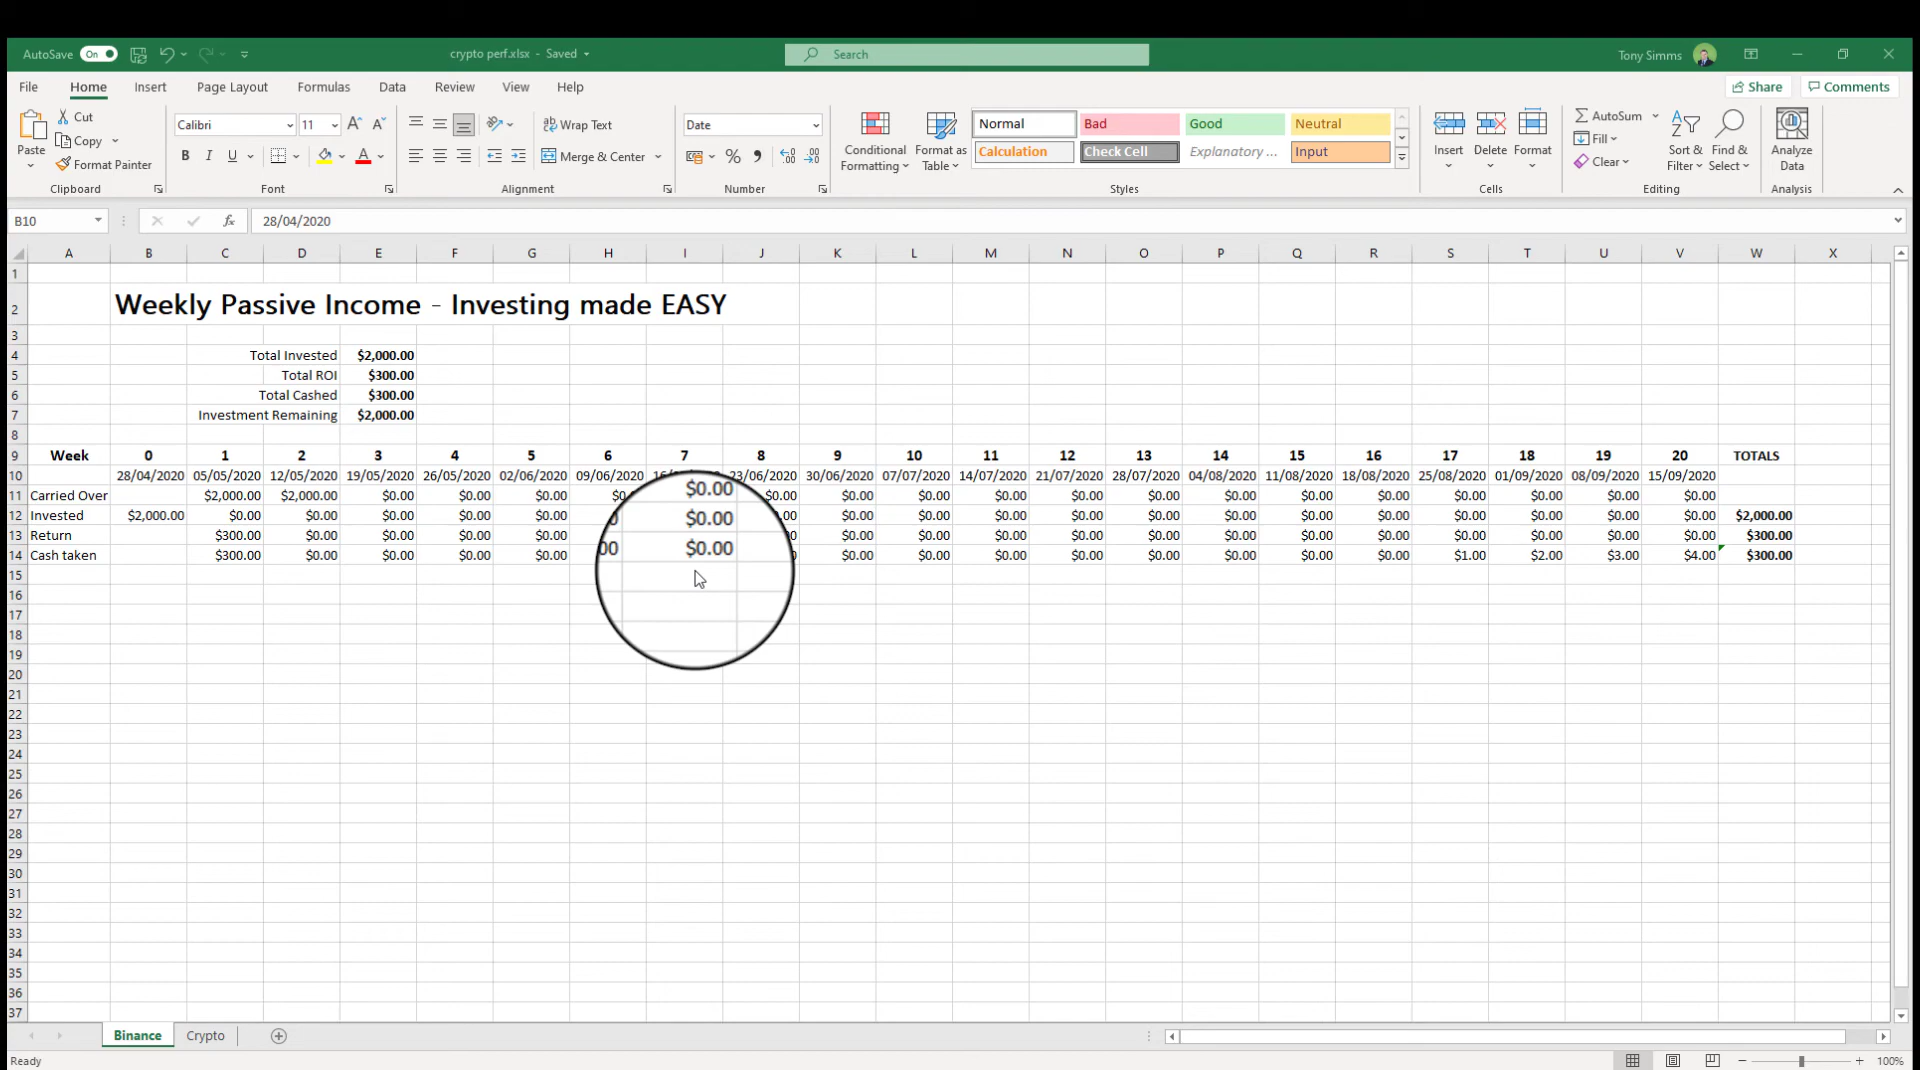 AutoSave On crypto perf.xlsx - Saved Search Tony Simms
File Home Insert Page Layout Formulas Data Review View Help Share Comments
Paste Cut Copy Format Painter Clipboard
Calibri 11 B I U Font
ab Wrap Text Merge & Center Alignment
Date % Number
Conditional Formatting Format as Table Normal Bad Good Neutral Calculation Check Cell Explanatory ... Input Styles
Insert Delete Format Cells
AutoSum Fill Clear Sort & Filter Find & Select Editing
Analyze Data Analysis
B10 fx 28/04/2020
A B C D E F G H I J K L M N O P Q R S T U V W X
1
2 Weekly Passive Income - Investing made EASY
3
4 Total Invested $2,000.00
5 Total ROI $300.00
6 Total Cashed $300.00
7 Investment Remaining $2,000.00
8
9 Week 0 1 2 3 4 5 6 7 8 9 10 11 12 13 14 15 16 17 18 19 20 TOTALS
10 28/04/2020 05/05/2020 12/05/2020 19/05/2020 26/05/2020 02/06/2020 09/06/2020 23/06/2020 30/06/2020 07/07/2020 14/07/2020 21/07/2020 28/07/2020 04/08/2020 11/08/2020 18/08/2020 25/08/2020 01/09/2020 08/09/2020 15/09/2020
11 Carried Over $2,000.00 $2,000.00 $0.00 $0.00 $0.00 $0.00 $0.00 $0.00 $0.00 $0.00 $0.00 $0.00 $0.00 $0.00 $0.00 $0.00 $0.00 $0.00 $0.00
12 Invested $2,000.00 $0.00 $0.00 $0.00 $0.00 $0.00 $0.00 $0.00 $0.00 $0.00 $0.00 $0.00 $0.00 $0.00 $0.00 $0.00 $0.00 $0.00 $0.00 $2,000.00
13 Return $300.00 $0.00 $0.00 $0.00 $0.00 $0.00 $0.00 $0.00 $0.00 $0.00 $0.00 $0.00 $0.00 $0.00 $0.00 $0.00 $0.00 $0.00 $300.00
14 Cash taken $300.00 $0.00 $0.00 $0.00 $0.00 $0.00 $0.00 $0.00 $0.00 $0.00 $0.00 $0.00 $0.00 $1.00 $2.00 $3.00 $4.00 $300.00
15
16
17
18
19
20
21
22
23
24
25
26
27
28
29
30
31
32
33
34
35
36
37
Binance Crypto
Ready 100%